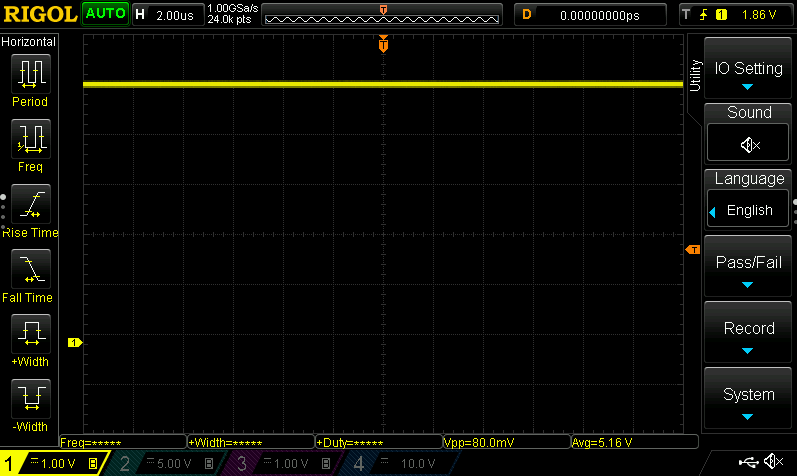 RIGOL AUTO H 2.00us 1.00GSa/s D 0.00000000ps T 1 1.86 V
24.0k pts
T
Horizontal
Period
Freq
Rise Time
Fall Time
+Width
-Width
T
1
T
Utility
IO Setting
Sound
Language
English
Pass/Fail
Record
System
Freq=***** +Width=***** +Duty=***** Vpp=80.0mV Avg=5.16 V
1 1.00 V B 2 5.00 V B 3 1.00 V B 4 10.0 V